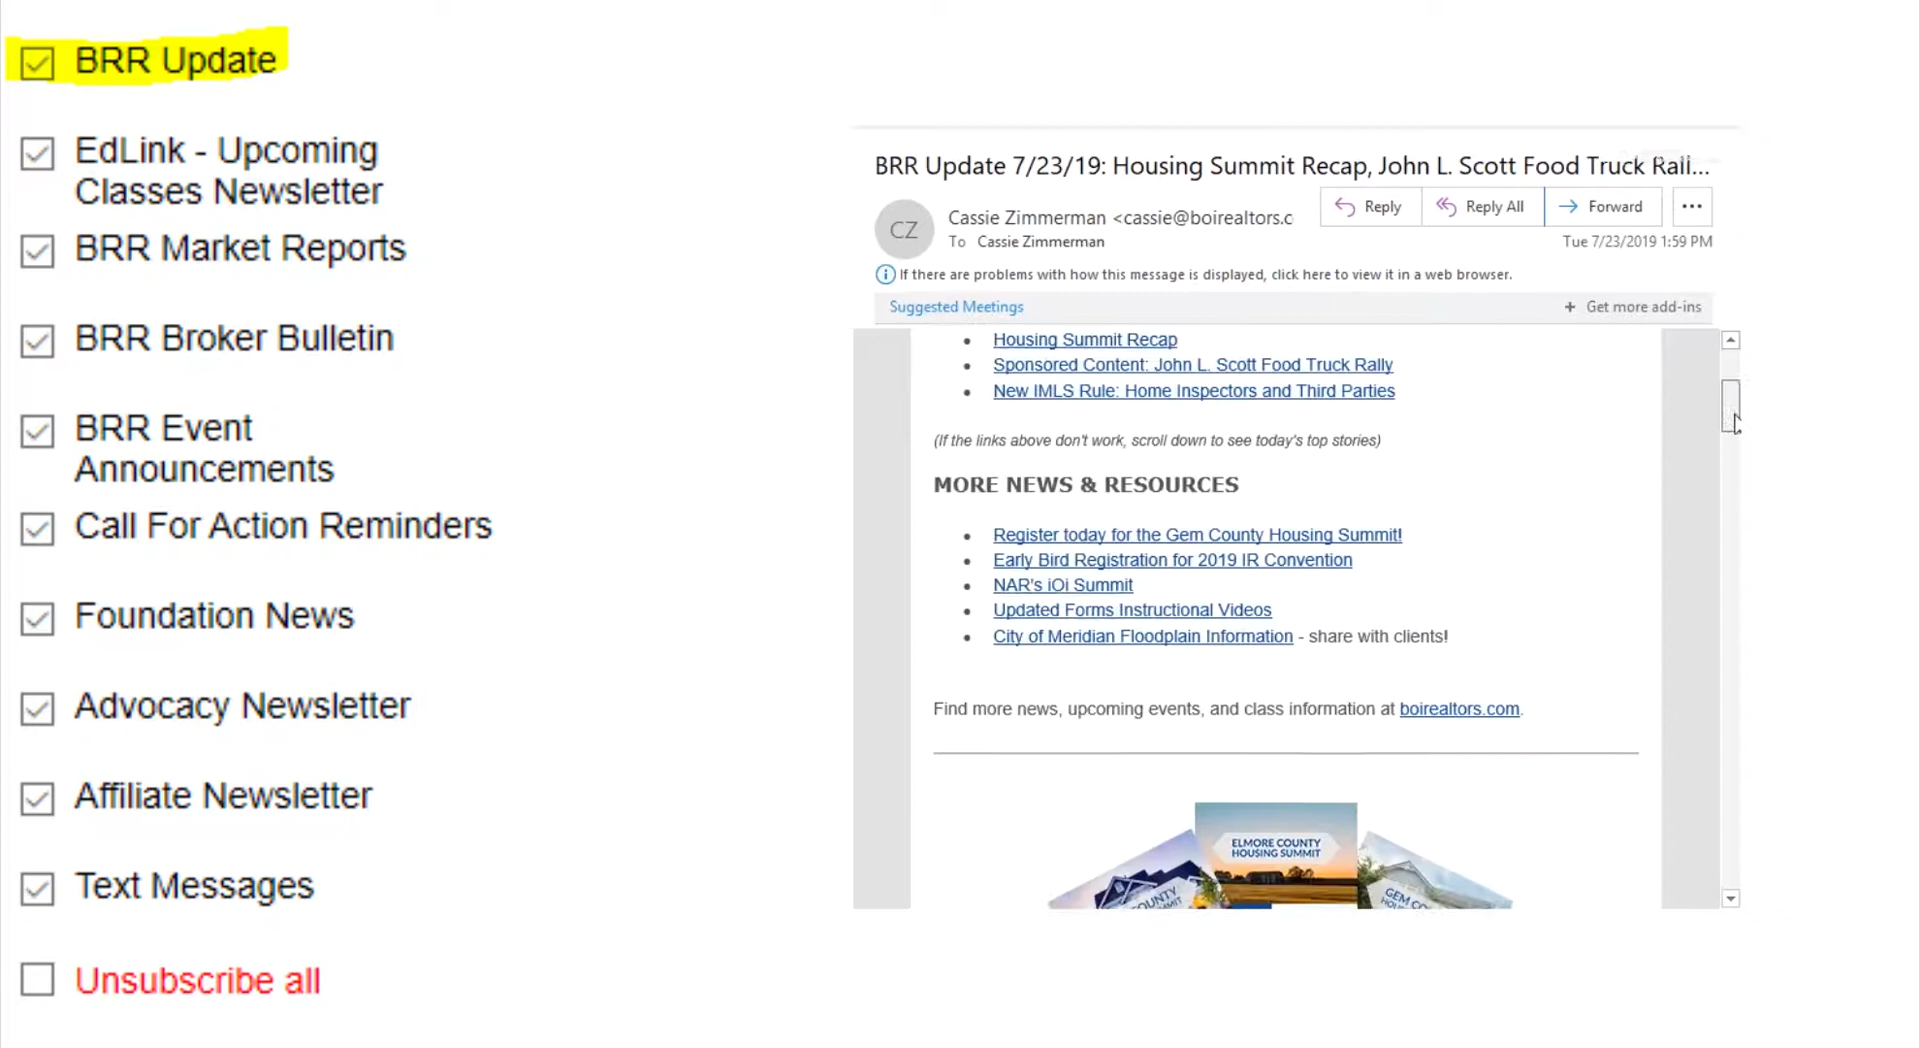 BRR Update
EdLink - Upcoming
Classes Newsletter
BRR Market Reports
BRR Broker Bulletin
BRR Event
Announcements
Call For Action Reminders
Foundation News
Advocacy Newsletter
Affiliate Newsletter
Text Messages
Unsubscribe all
BRR Update 7/23/19: Housing Summit Recap, John L. Scott Food Truck Rall...
CZ
Cassie Zimmerman <cassie@boirealtors.c
Reply
Reply All
Forward
To Cassie Zimmerman
Tue 7/23/2019 1:59 PM
If there are problems with how this message is displayed, click here to view it in a web browser.
Suggested Meetings
+ Get more add-ins
Housing Summit Recap
Sponsored Content: John L. Scott Food Truck Rally
New IMLS Rule: Home Inspectors and Third Parties
(If the links above don't work, scroll down to see today's top stories)
MORE NEWS & RESOURCES
Register today for the Gem County Housing Summit!
Early Bird Registration for 2019 IR Convention
NAR's iOi Summit
Updated Forms Instructional Videos
City of Meridian Floodplain Information - share with clients!
Find more news, upcoming events, and class information at boirealtors.com.
ELMORE COUNTY
HOUSING SUMMIT
GEM CO